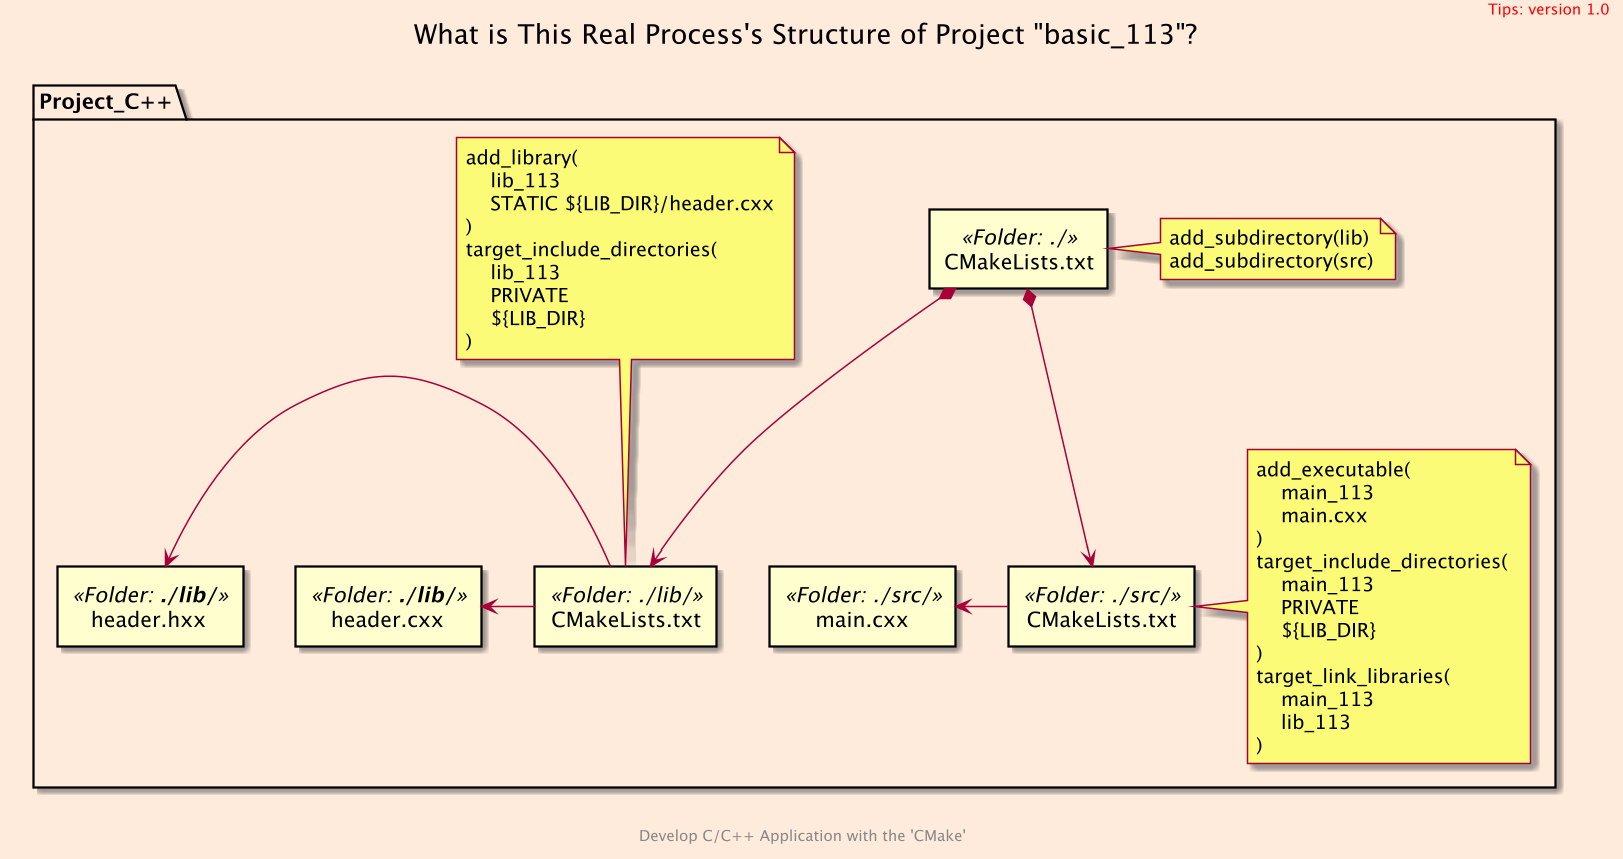 Tips: version 1.0
What is This Real Process's Structure of Project "basic_113"?
Project_C++
add_library(
lib_113
STATIC ${LIB_DIR}/header.cxx
)
target_include_directories(
lib_113
PRIVATE
${LIB_DIR}
)
«Folder: ./»
CMakeLists.txt
add_subdirectory(lib)
add_subdirectory(src)
«Folder: ./lib/»
header.hxx
«Folder: ./lib/»
header.cxx
«Folder: ./lib/»
CMakeLists.txt
«Folder: ./src/»
main.cxx
«Folder: ./src/»
CMakeLists.txt
add_executable(
main_113
main.cxx
)
target_include_directories(
main_113
PRIVATE
${LIB_DIR}
)
target_link_libraries(
main_113
lib_113
)
Develop C/C++ Application with the 'CMake'